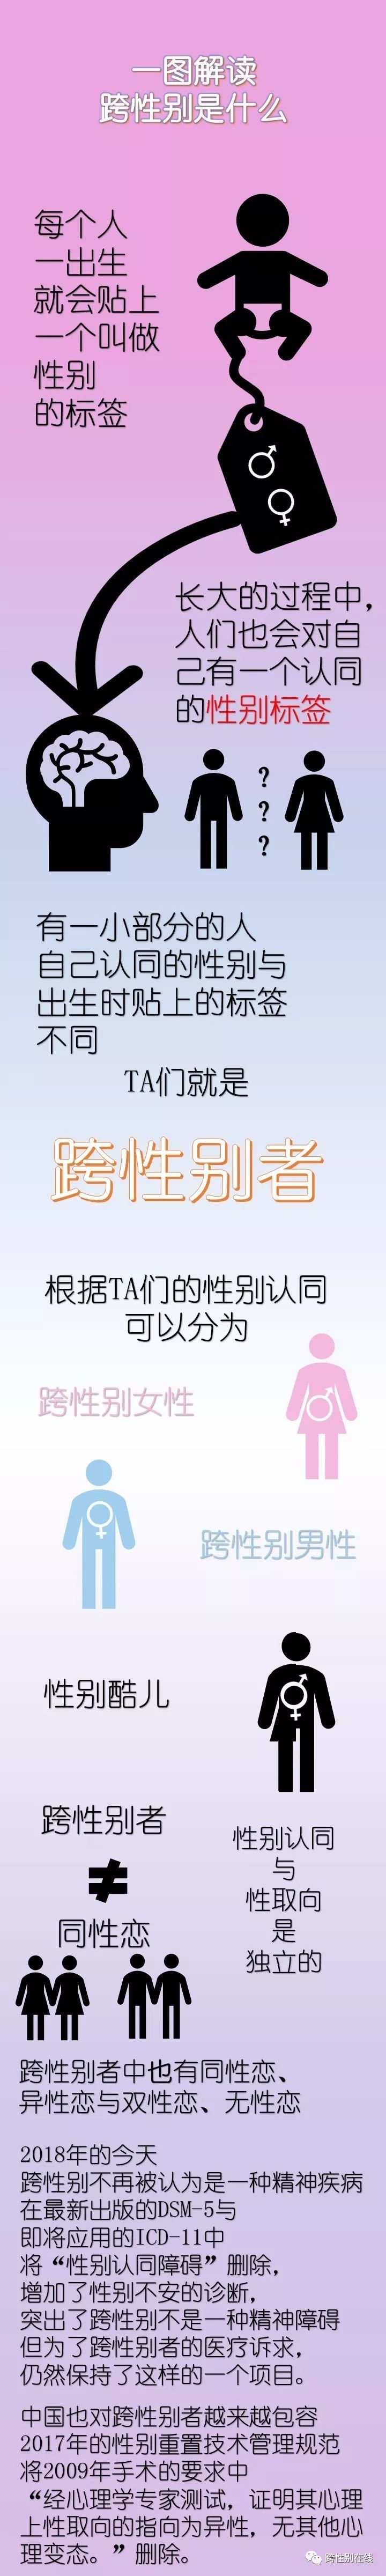 一图解读
跨性别是什么
每个人
一出生
就会贴上
一个叫做
性别
的标签
长大的过程中，
人们也会对自
己有一个认同
的性别标签
?
?
?
有一小部分的人
自己认同的性别与
出生时贴上的标签
不同
TA们就是
跨性别者
根据TA们的性别认同
可以分为
跨性别女性
跨性别男性
性别酷儿
跨性别者
≠
同性恋
性别认同
与
性取向
是
独立的
跨性别者中也有同性恋、
异性恋与双性恋、无性恋
2018年的今天
跨性别不再被认为是一种精神疾病
在最新出版的DSM-5与
即将应用的ICD-11中
将“性别认同障碍”删除，
增加了性别不安的诊断，
突出了跨性别不是一种精神障碍
但为了跨性别者的医疗诉求，
仍然保持了这样的一个项目。
中国也对跨性别者越来越包容
2017年的性别重置技术管理规范
将2009年手术的要求中
“经心理学专家测试，证明其心理
上性取向的指向为异性，无其他心
理变态。”删除。
跨性别在线